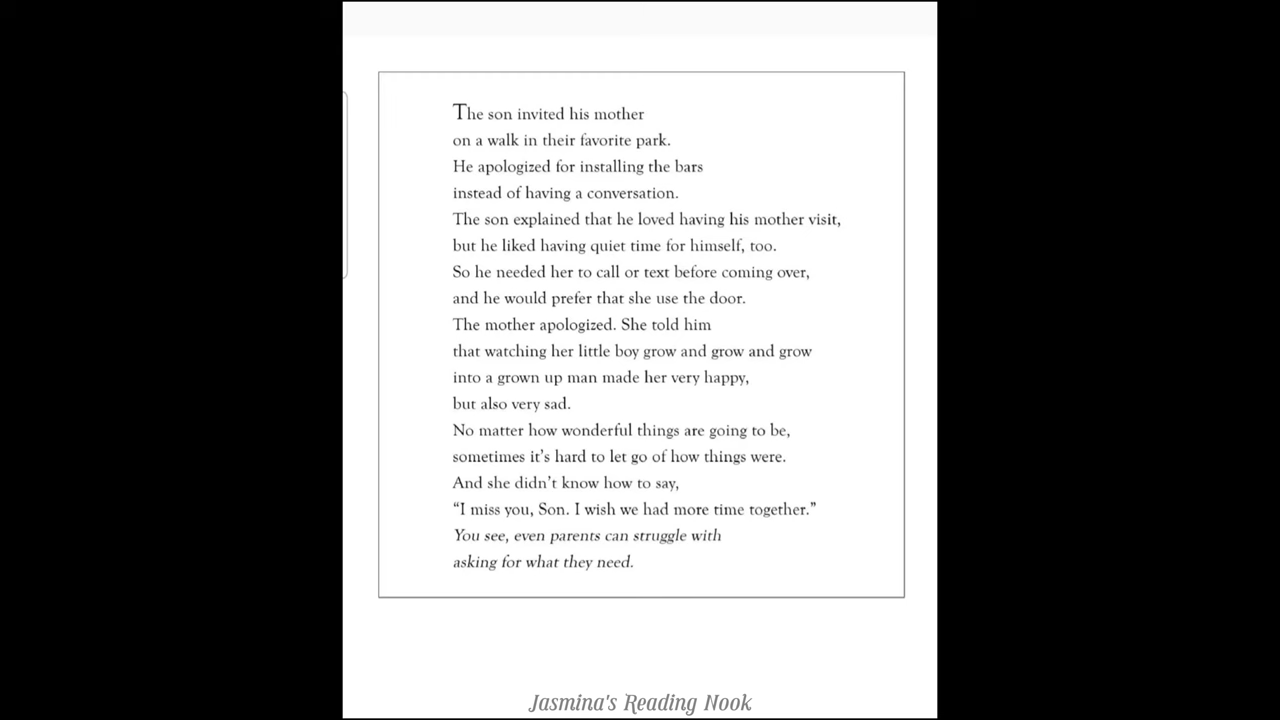 The son invited his mother
on a walk in their favorite park.
He apologized for installing the bars
instead of having a conversation.
The son explained that he loved having his mother visit,
but he liked having quiet time for himself, too.
So he needed her to call or text before coming over,
and he would prefer that she use the door.
The mother apologized. She told him
that watching her little boy grow and grow and grow
into a grown up man made her very happy,
but also very sad.
No matter how wonderful things are going to be,
sometimes it’s hard to let go of how things were.
And she didn’t know how to say,
“I miss you, Son. I wish we had more time together.”
You see, even parents can struggle with
asking for what they need.
Jasmina's Reading Nook